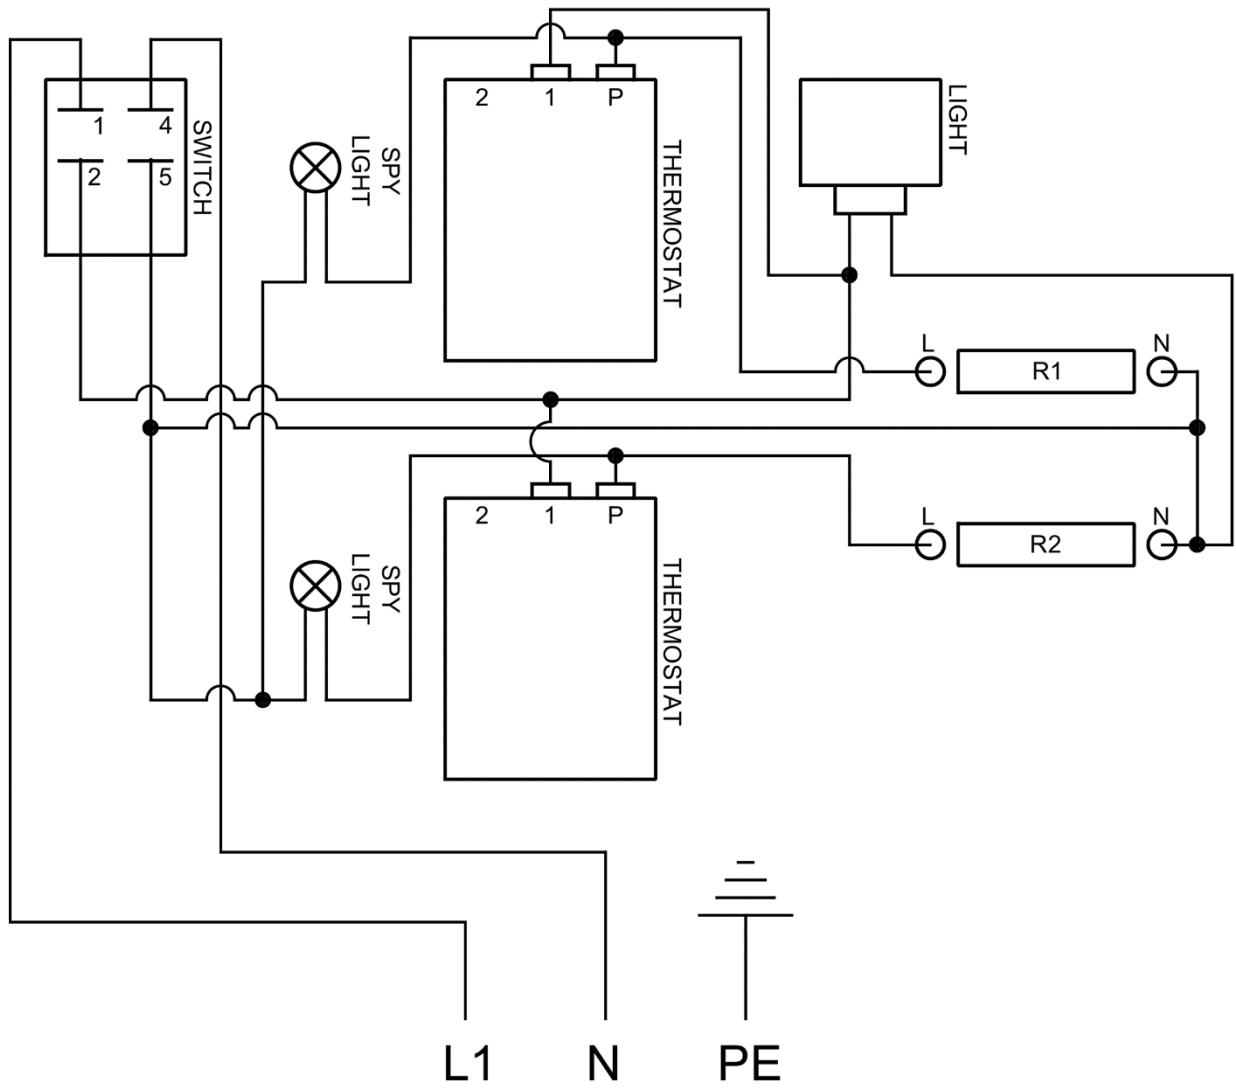 2 1 P
LIGHT
1 4
SWITCH
2 5
SPY
LIGHT
THERMOSTAT
L R1 N
2 1 P
L R2 N
SPY
LIGHT
THERMOSTAT
L1 N PE